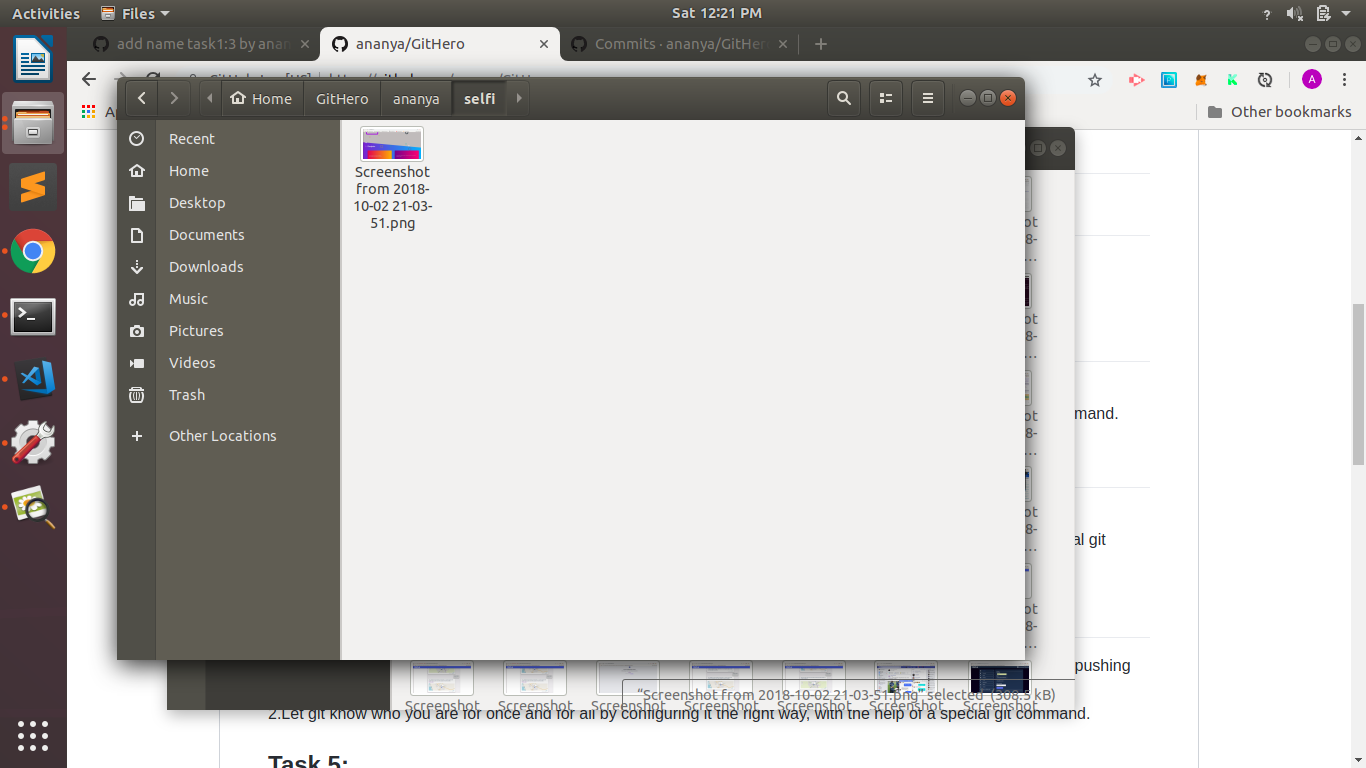 Activities
Files
Sat 12:21 PM
add name task1:3 by anan
ananya/GitHero
Commits · ananya/GitHero
Home
GitHero
ananya
selfi
Other bookmarks
Recent
Home
Desktop
Documents
Downloads
Music
Pictures
Videos
Trash
Other Locations
Screenshot
from 2018-
10-02 21-03-
51.png
mand.
al git
pushing
"Screenshot from 2018-10-02 21-03-51.png" selected (308.5 kB)
Screenshot
Screenshot
Screenshot
Screenshot
Screenshot
Screenshot
Screenshot
2.Let git know who you are for once and for all by configuring it the right way, with the help of a special git command.
Task 5: